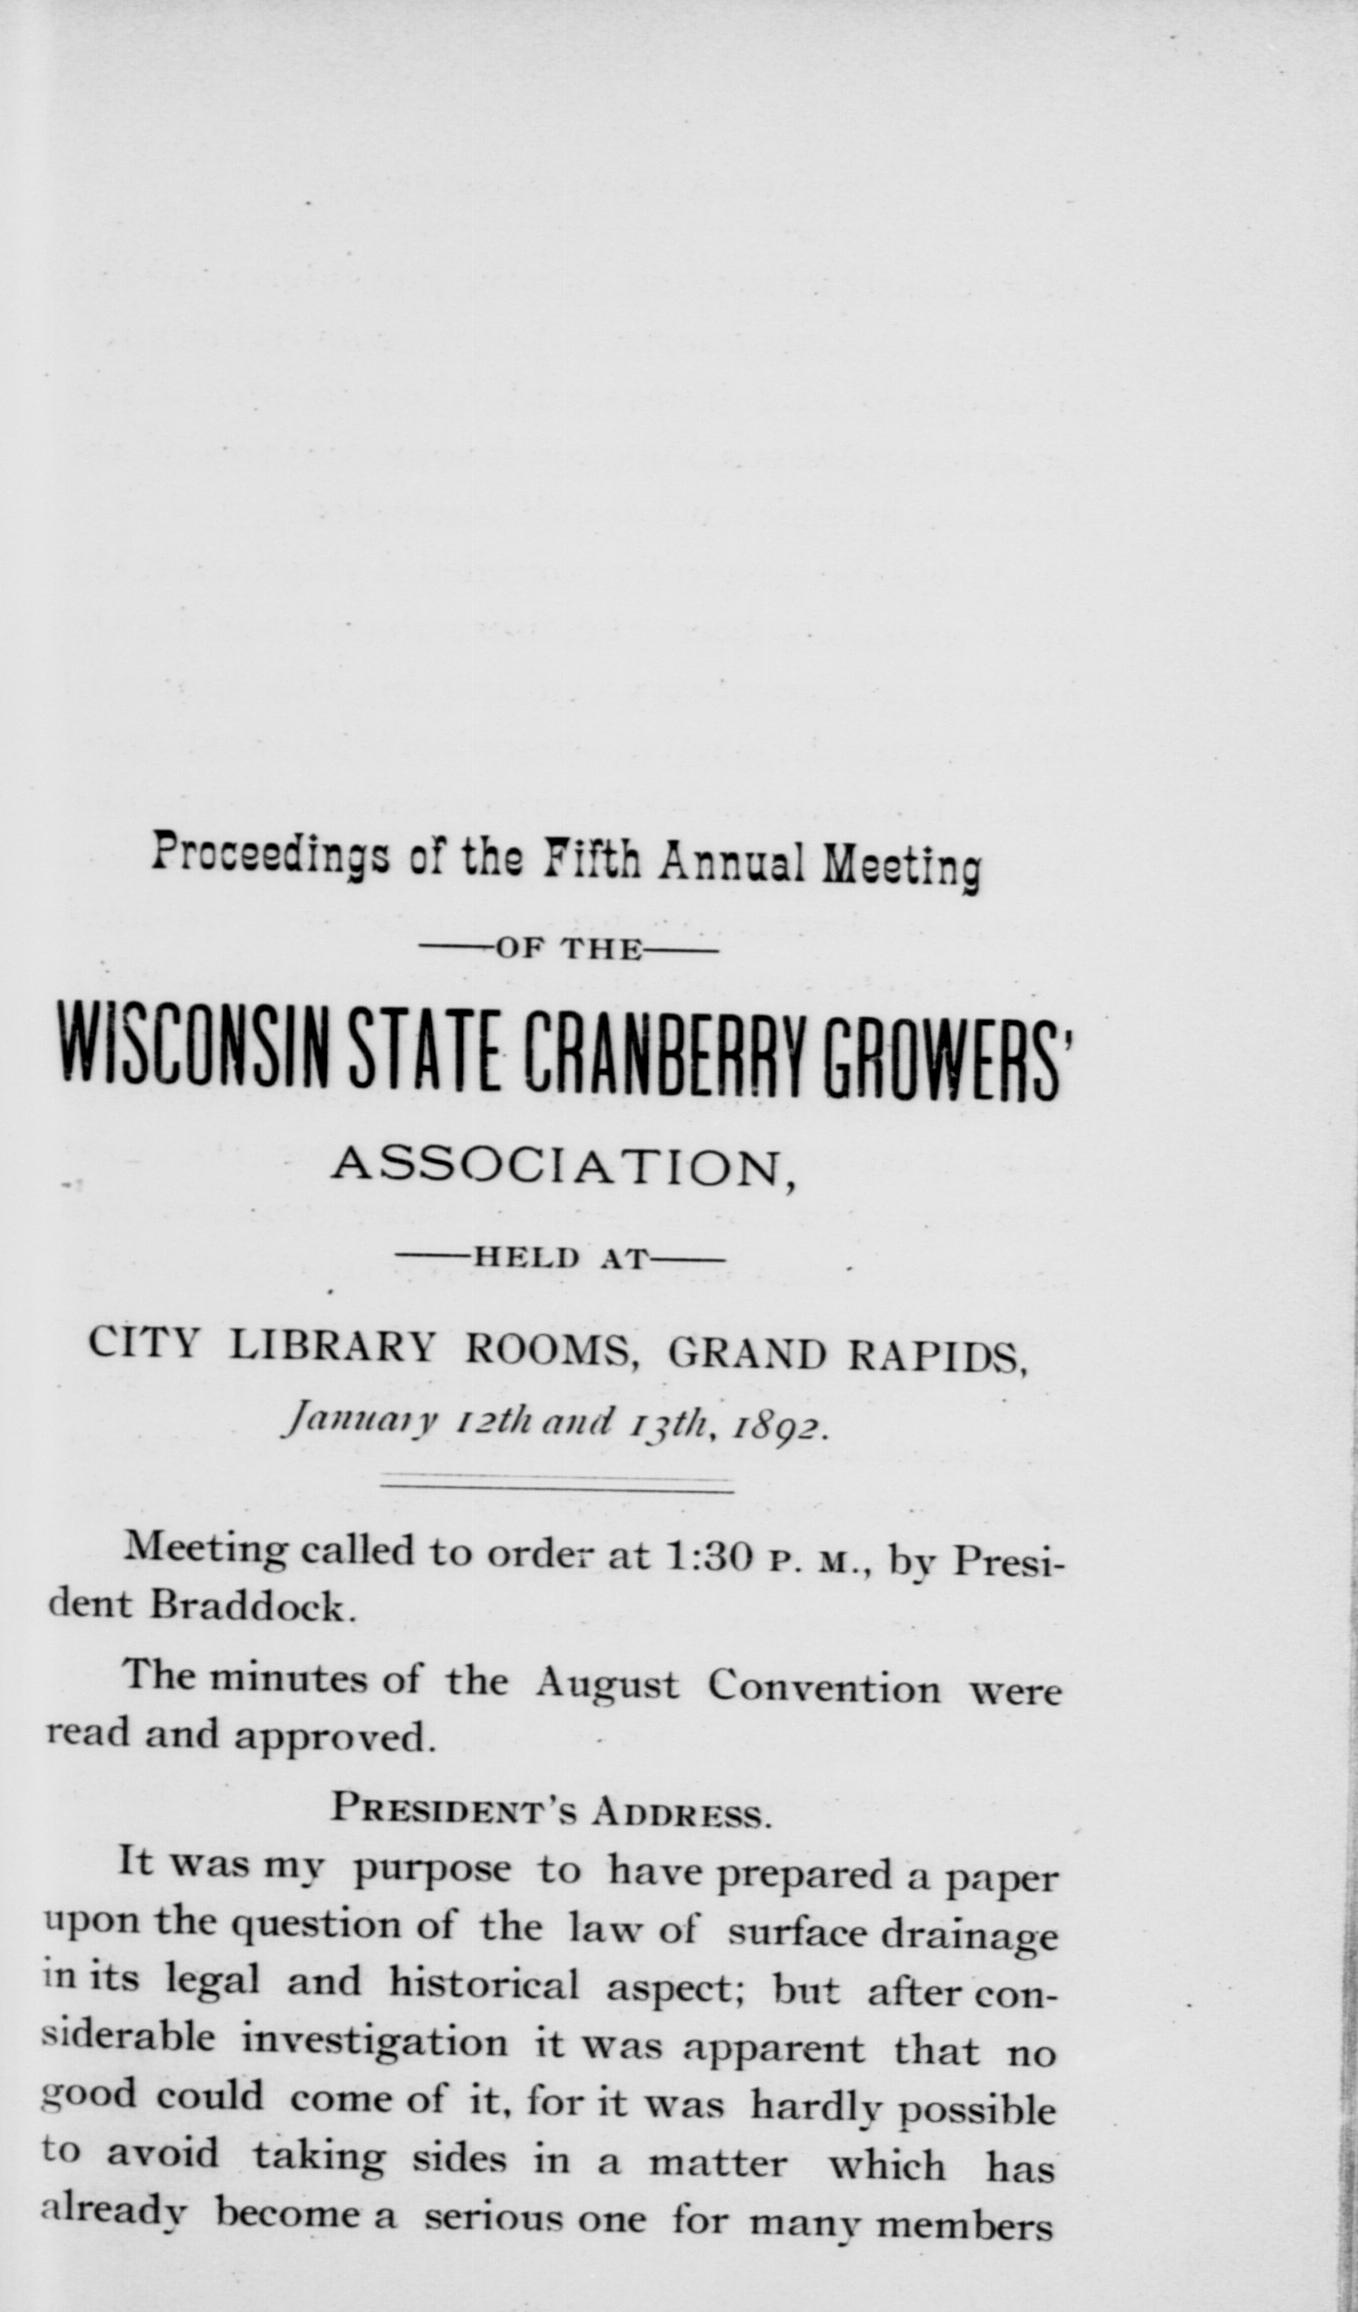 Proceedings of the Fifth Annual Meeting
——OF THE——
WISCONSIN STATE CRANBERRY GROWERS'
ASSOCIATION,
——HELD AT——
CITY LIBRARY ROOMS, GRAND RAPIDS,
January 12th and 13th, 1892.
Meeting called to order at 1:30 P. M., by Presi-
dent Braddock.
The minutes of the August Convention were
read and approved.
PRESIDENT'S ADDRESS.
It was my purpose to have prepared a paper
upon the question of the law of surface drainage
in its legal and historical aspect; but after con-
siderable investigation it was apparent that no
good could come of it, for it was hardly possible
to avoid taking sides in a matter which has
already become a serious one for many members